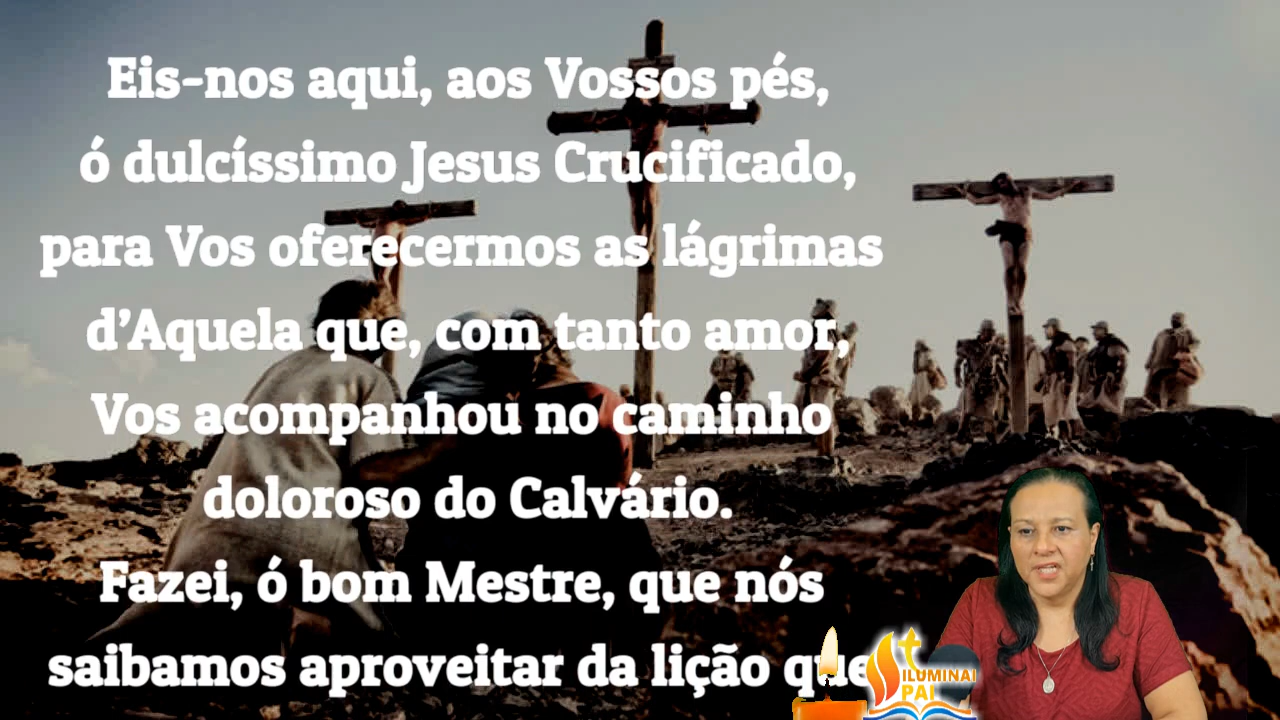 Eis-nos aqui, aos Vossos pés,
ó dulcíssimo Jesus Crucificado,
para Vos oferecermos as lágrimas
d’Aquela que, com tanto amor,
Vos acompanhou no caminho
doloroso do Calvário.
Fazei, ó bom Mestre, que nós
saibamos aproveitar da lição que
ILUMINAI
PAI